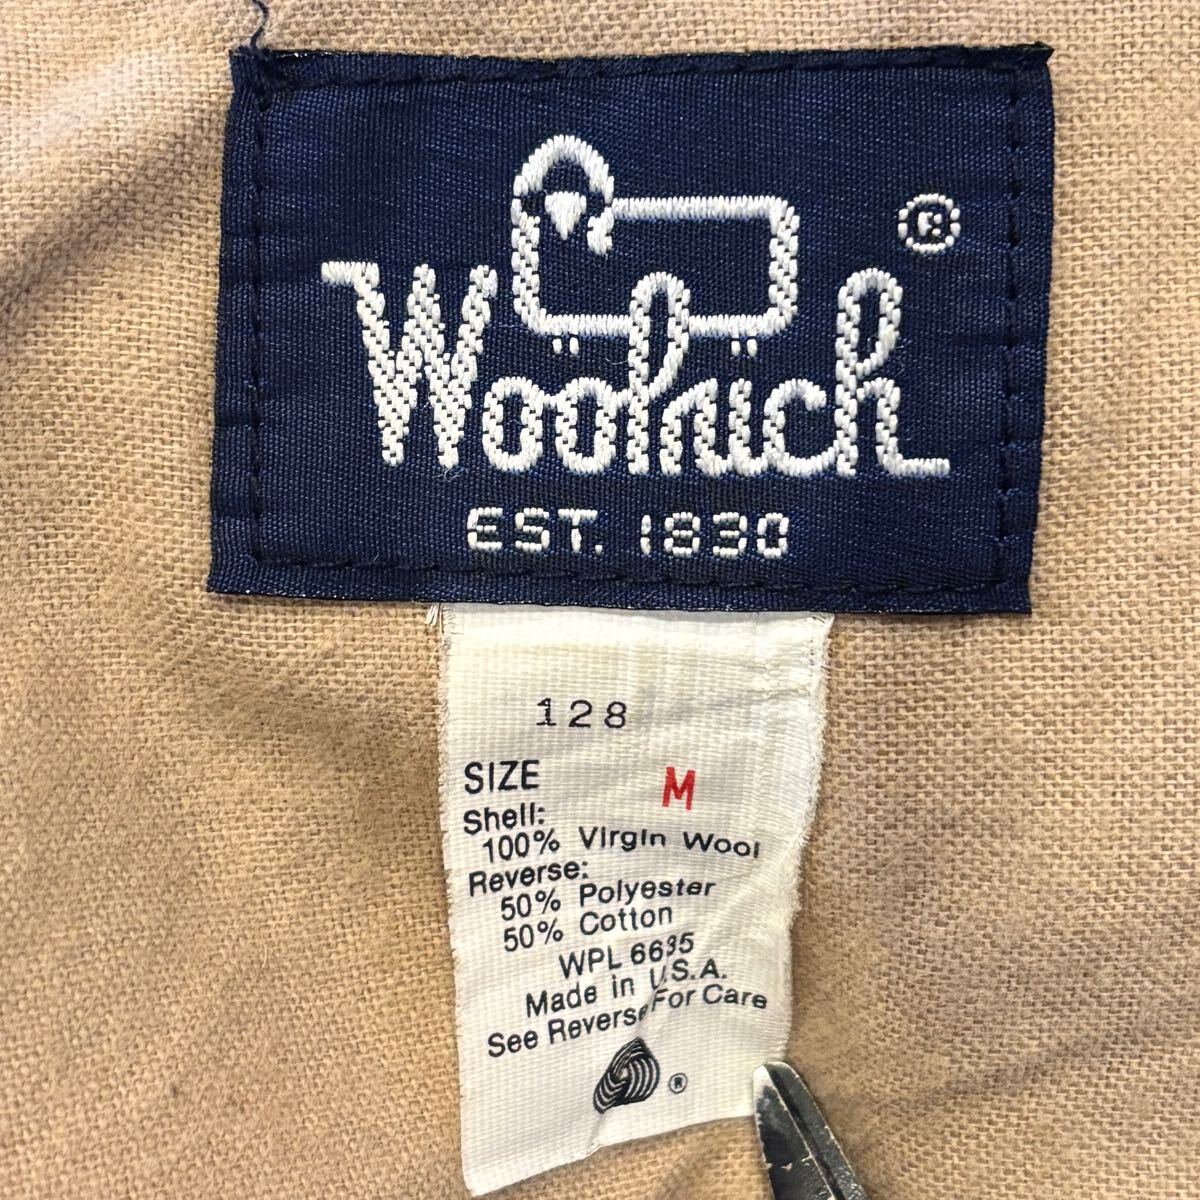 Woolrich ®
EST. 1830
128
SIZE M
Shell:
100% Virgin Wool
Reverse:
50% Polyester
50% Cotton
WPL 6635
Made in U.S.A.
See Reverse For Care
®